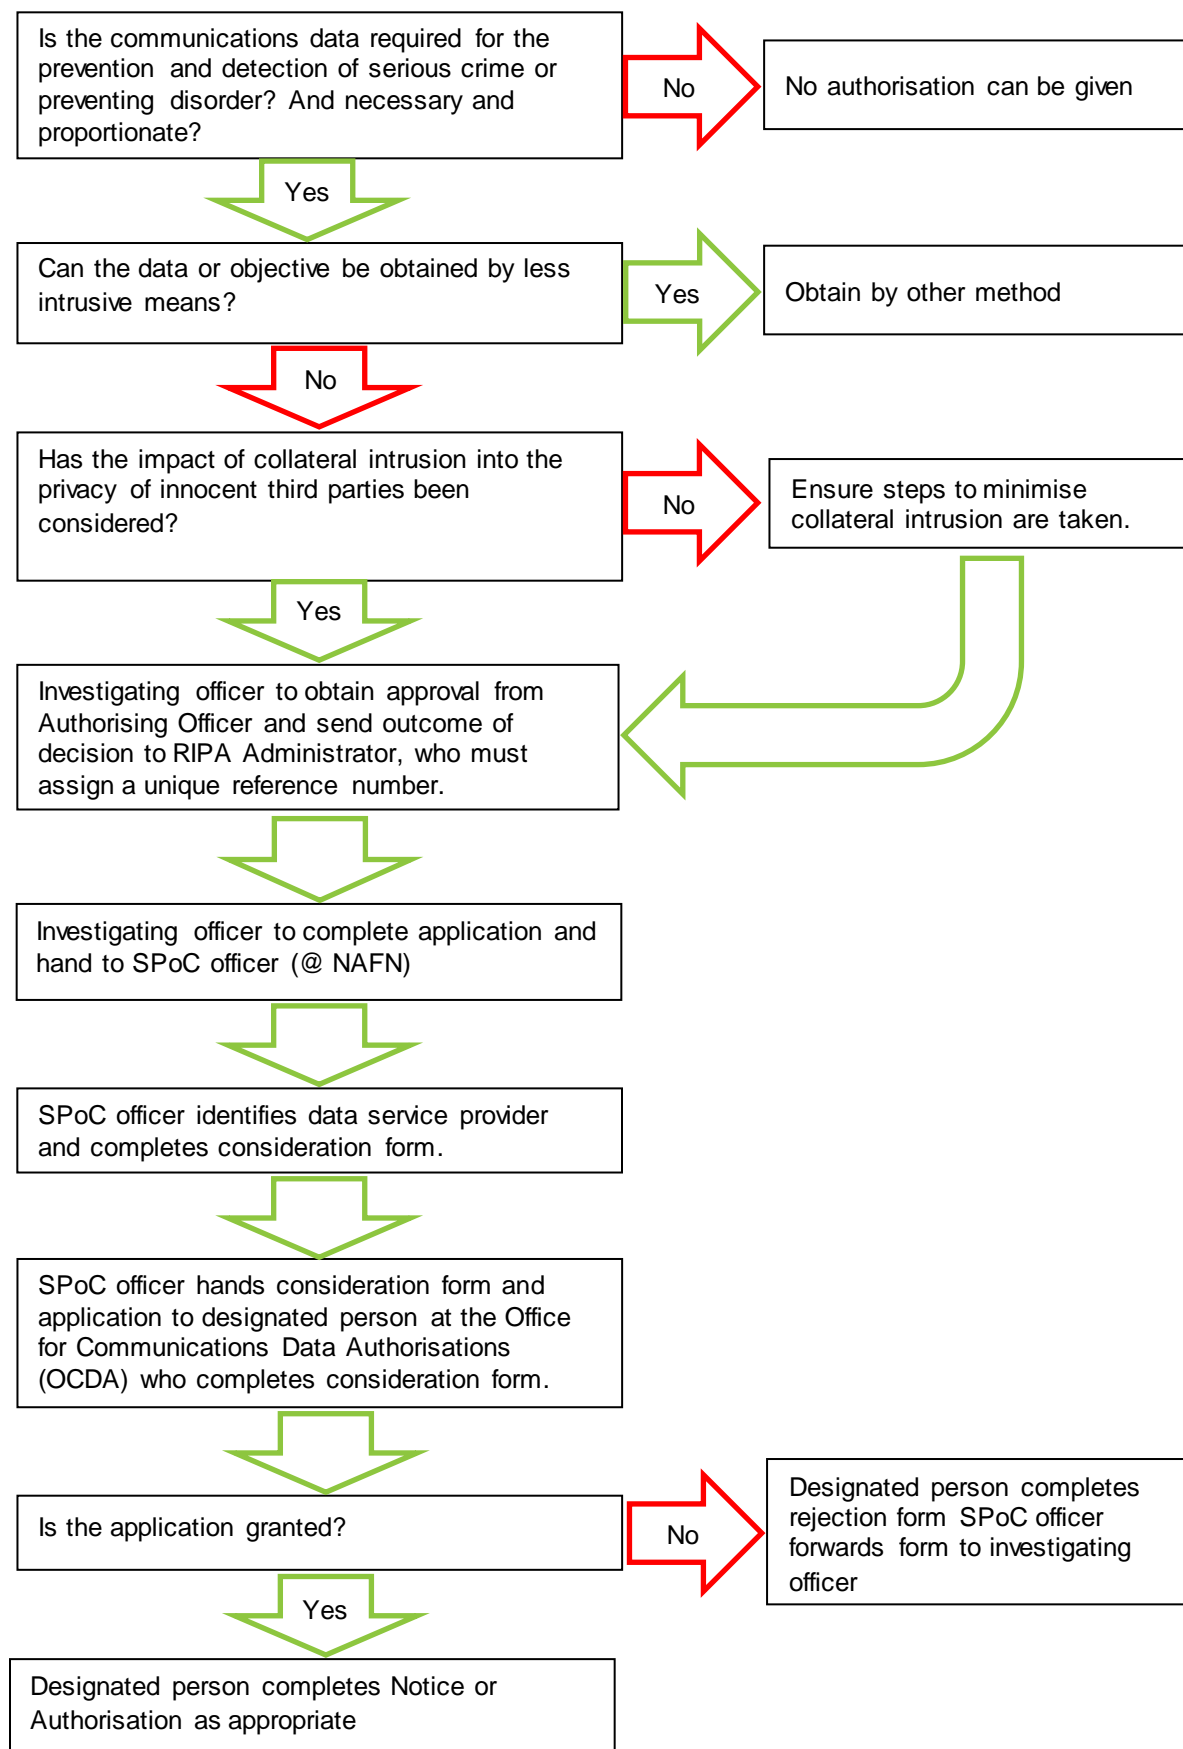 Is the communications data required for the
prevention and detection of serious crime or
preventing disorder? And necessary and
proportionate?
No
No authorisation can be given
Yes
Can the data or objective be obtained by less
intrusive means?
Yes
Obtain by other method
No
Has the impact of collateral intrusion into the
privacy of innocent third parties been
considered?
No
Ensure steps to minimise
collateral intrusion are taken.
Yes
Investigating officer to obtain approval from
Authorising Officer and send outcome of
decision to RIPA Administrator, who must
assign a unique reference number.
Investigating officer to complete application and
hand to SPoC officer (@ NAFN)
SPoC officer identifies data service provider
and completes consideration form.
SPoC officer hands consideration form and
application to designated person at the Office
for Communications Data Authorisations
(OCDA) who completes consideration form.
Is the application granted?
No
Designated person completes
rejection form SPoC officer
forwards form to investigating
officer
Yes
Designated person completes Notice or
Authorisation as appropriate